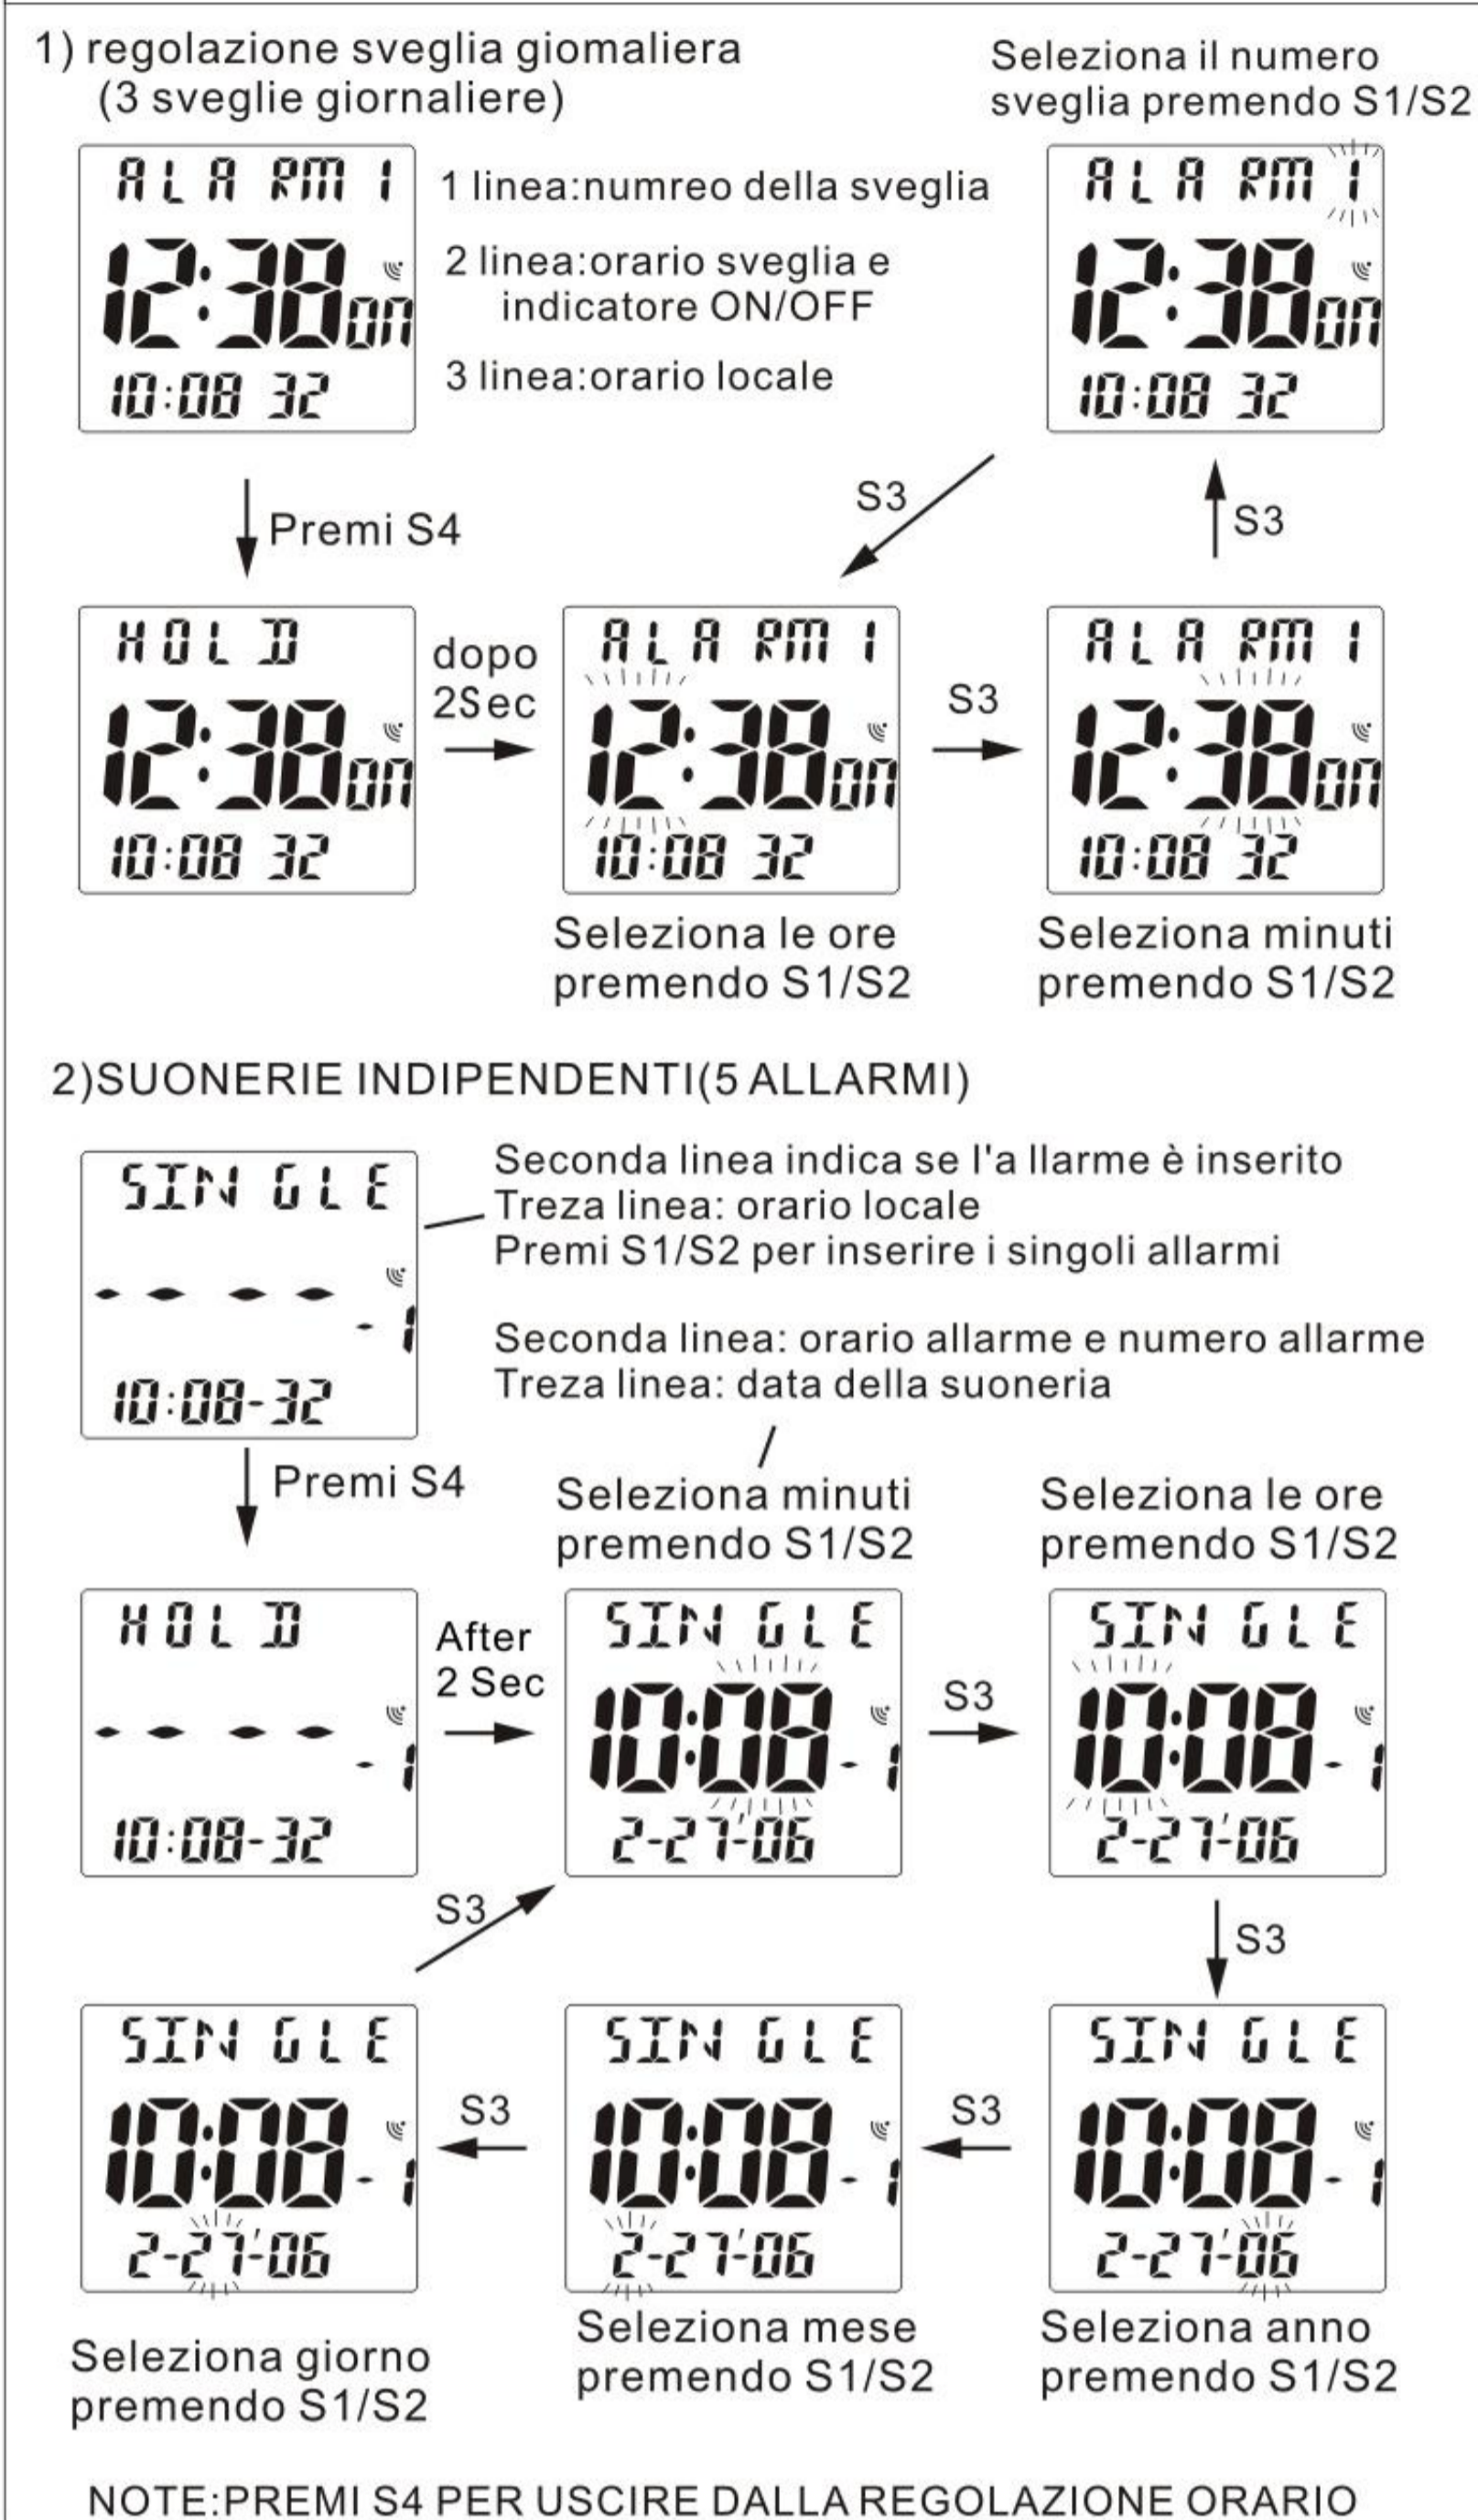 1) regolazione sveglia giomaliera
(3 sveglie giornaliere)
Seleziona il numero
sveglia premendo S1/S2
ALARM 1
12:38 on
10:08 32
1 linea:numreo della sveglia
2 linea:orario sveglia e
indicatore ON/OFF
3 linea:orario locale
ALARM 1
12:38 on
10:08 32
Premi S4
S3
S3
HOLD
12:38 on
10:08 32
dopo
2Sec
ALARM 1
12:38 on
10:08 32
S3
ALARM 1
12:38 on
10:08 32
Seleziona le ore
premendo S1/S2
Seleziona minuti
premendo S1/S2
2)SUONERIE INDIPENDENTI(5 ALLARMI)
SINGLE
- - - - -1
10:08-32
Seconda linea indica se l'a llarme è inserito
Treza linea: orario locale
Premi S1/S2 per inserire i singoli allarmi
Seconda linea: orario allarme e numero allarme
Treza linea: data della suoneria
Premi S4
Seleziona minuti
premendo S1/S2
Seleziona le ore
premendo S1/S2
HOLD
- - - - -1
10:08-32
After
2 Sec
SINGLE
10:08 -1
2-27-'06
S3
SINGLE
10:08 -1
2-27-'06
S3
S3
SINGLE
10:08 -1
2-27-'06
S3
SINGLE
10:08 -1
2-27-'06
S3
SINGLE
10:08 -1
2-27-'06
Seleziona giorno
premendo S1/S2
Seleziona mese
premendo S1/S2
Seleziona anno
premendo S1/S2
NOTE:PREMI S4 PER USCIRE DALLA REGOLAZIONE ORARIO